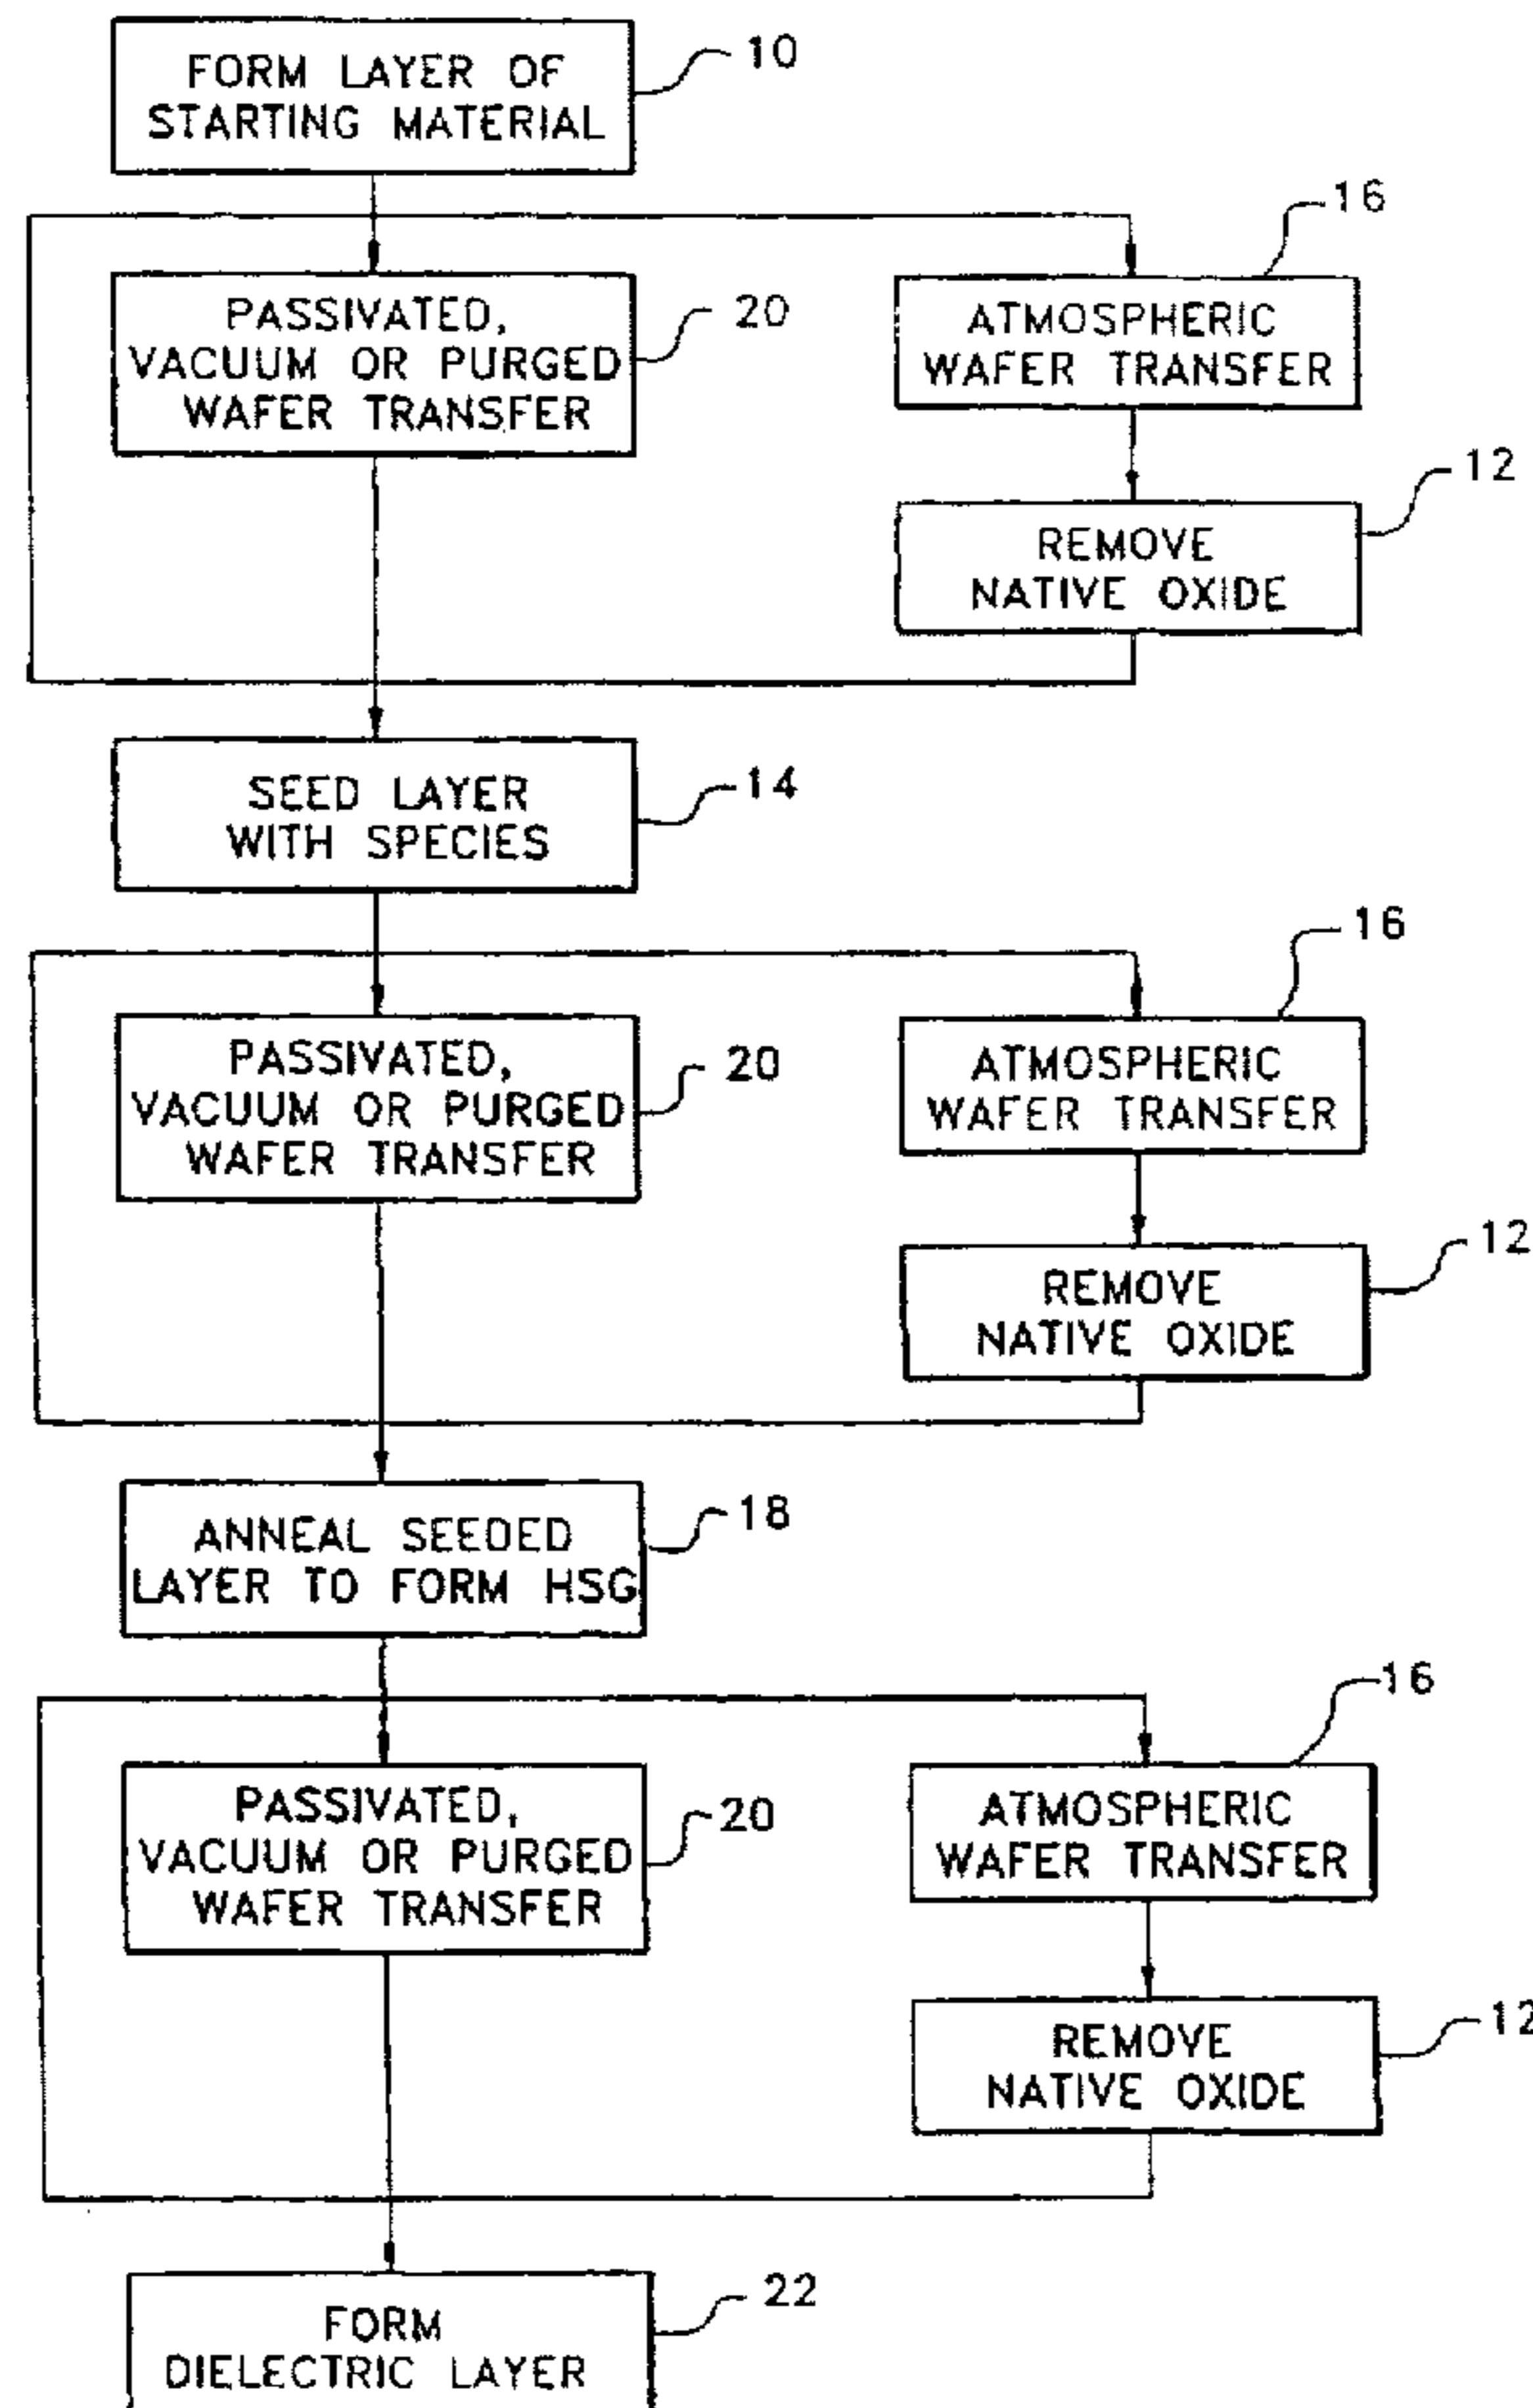 FORM LAYER OF
STARTING MATERIAL
10
16
PASSIVATED,
VACUUM OR PURGED
WAFER TRANSFER
20
ATMOSPHERIC
WAFER TRANSFER
12
REMOVE
NATIVE OXIDE
SEED LAYER
WITH SPECIES
14
16
PASSIVATED,
VACUUM OR PURGED
WAFER TRANSFER
20
ATMOSPHERIC
WAFER TRANSFER
12
REMOVE
NATIVE OXIDE
ANNEAL SEEDED
LAYER TO FORM HSG
18
16
PASSIVATED,
VACUUM OR PURGED
WAFER TRANSFER
20
ATMOSPHERIC
WAFER TRANSFER
12
REMOVE
NATIVE OXIDE
FORM
DIELECTRIC LAYER
22